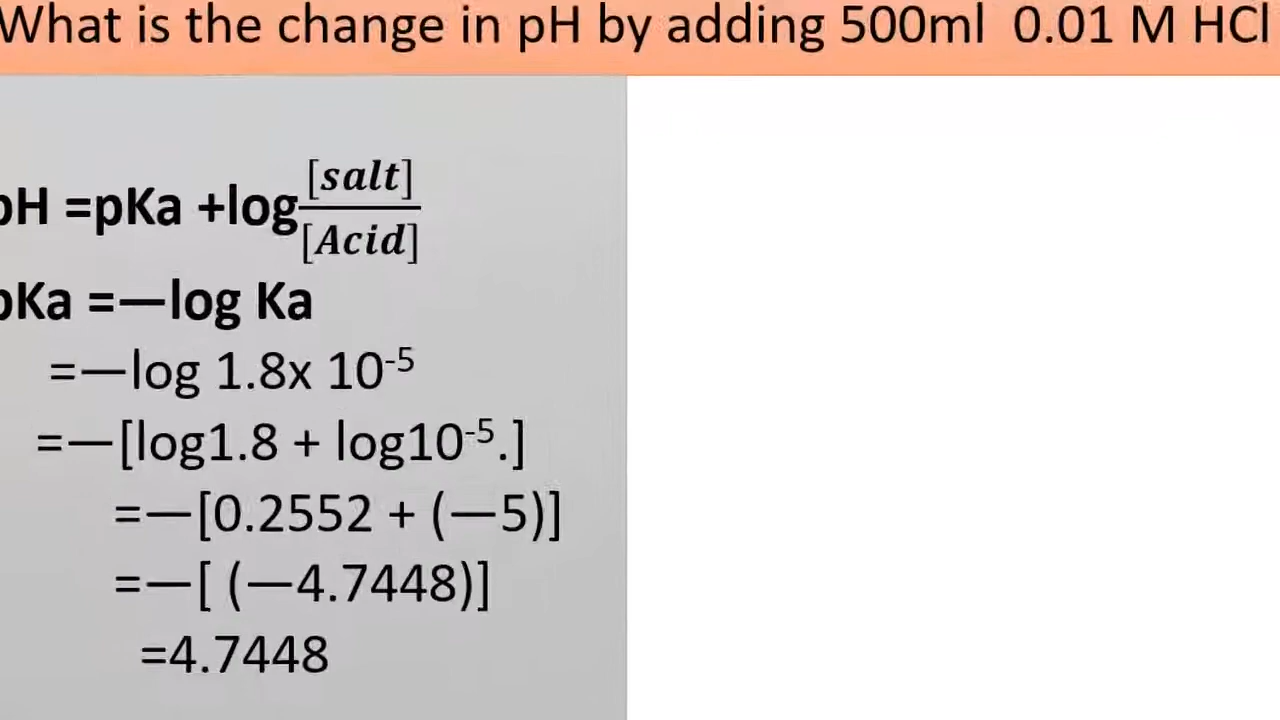 What is the change in pH by adding 500ml 0.01 M HCl
pH =pKa +log[salt]/[Acid]
pKa =—log Ka
=—log 1.8x 10⁻⁵
=—[log1.8 + log10⁻⁵.]
=—[0.2552 + (—5)]
=—[ (—4.7448)]
=4.7448